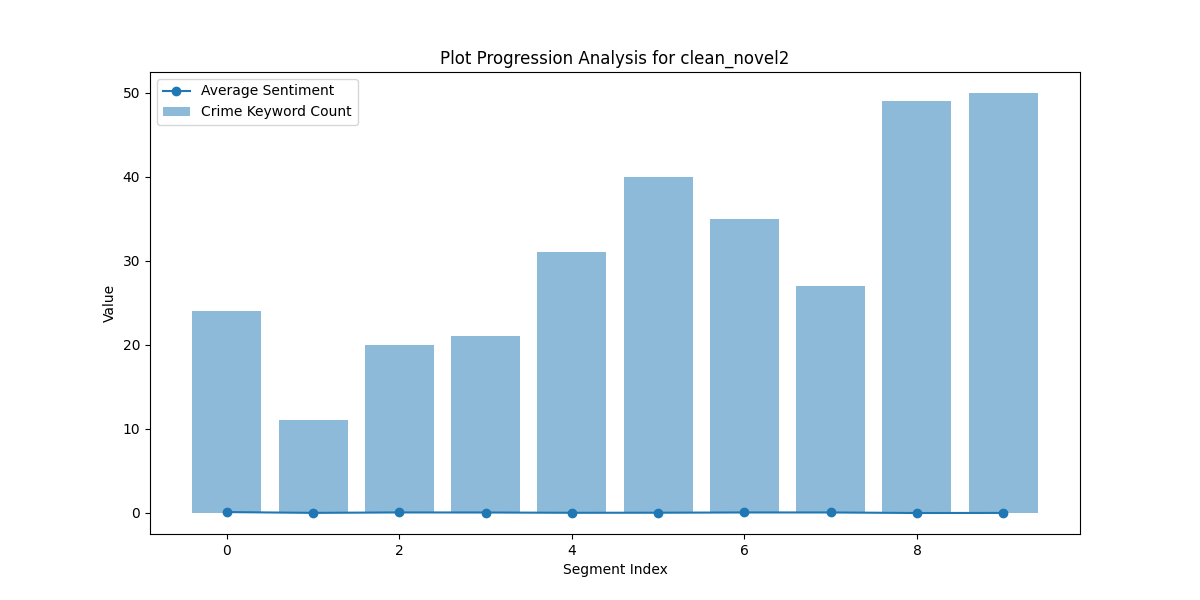 Plot Progression Analysis for clean_novel2
Average Sentiment
Crime Keyword Count
50
40
30
20
10
0
Value
0 2 4 6 8
Segment Index